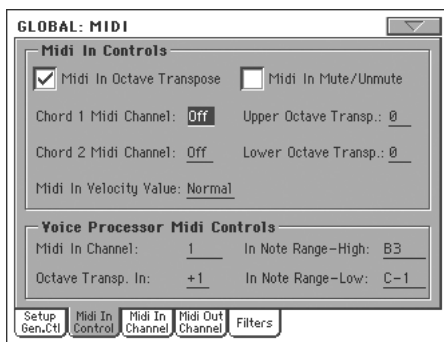 GLOBAL: MIDI
Midi In Controls
Midi In Octave Transpose Midi In Mute/Unmute
Chord 1 Midi Channel: Off Upper Octave Transp.: 0
Chord 2 Midi Channel: Off Lower Octave Transp.: 0
Midi In Velocity Value: Normal
Voice Processor Midi Controls
Midi In Channel: 1 In Note Range-High: B3
Octave Transp. In: +1 In Note Range-Low: C-1
Setup Gen.Ctl Midi In Control Midi In Channel Midi Out Channel Filters